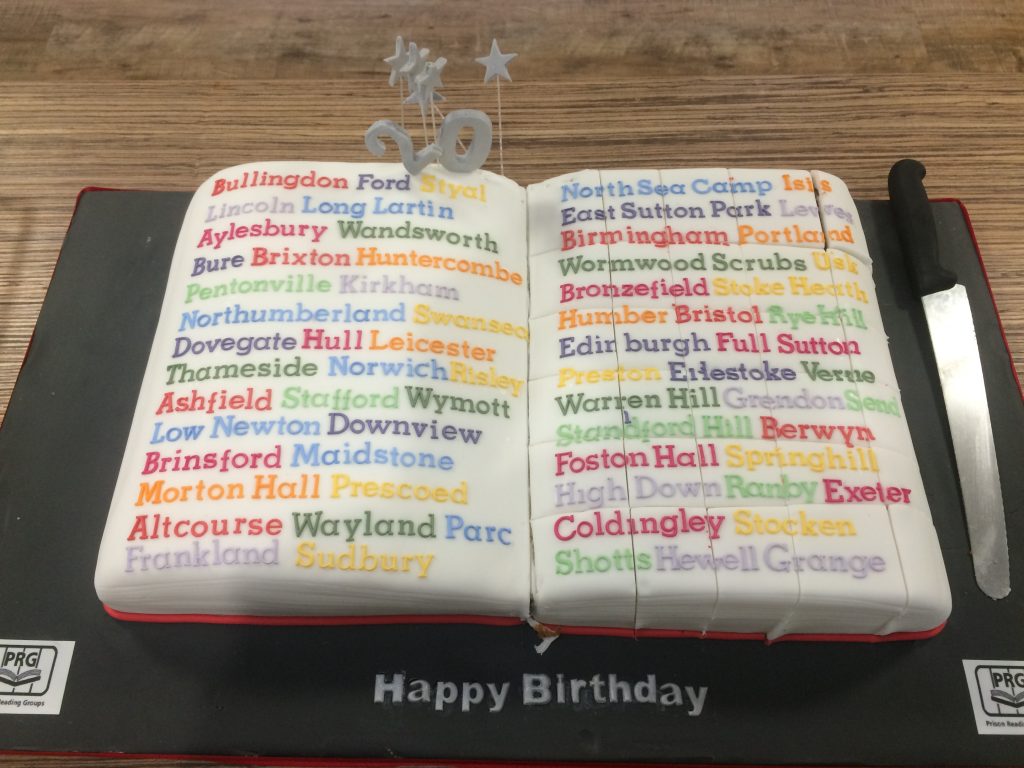 20
Bullingdon Ford Styal
Lincoln Long Lartin
Aylesbury Wandsworth
Bure Brixton Huntercombe
Pentonville Kirkham
Northumberland Swansea
Dovegate Hull Leicester
Thameside Norwich Risley
Ashfield Stafford Wymott
Low Newton Downview
Brinsford Maidstone
Morton Hall Prescoed
Altcourse Wayland Parc
Frankland Sudbury
North Sea Camp Isis
East Sutton Park Lewes
Birmingham Portland
Wormwood Scrubs Usk
Bronzefield Stoke Heath
Humber Bristol Rye Hill
Edinburgh Full Sutton
Preston Erlestoke Verne
Warren Hill Grendon Send
Standford Hill Berwyn
Foston Hall Springhill
High Down Ranby Exeter
Coldingley Stocken
Shotts Hewell Grange
Happy Birthday
PRG
Reading Groups
PRG
Prison Readi